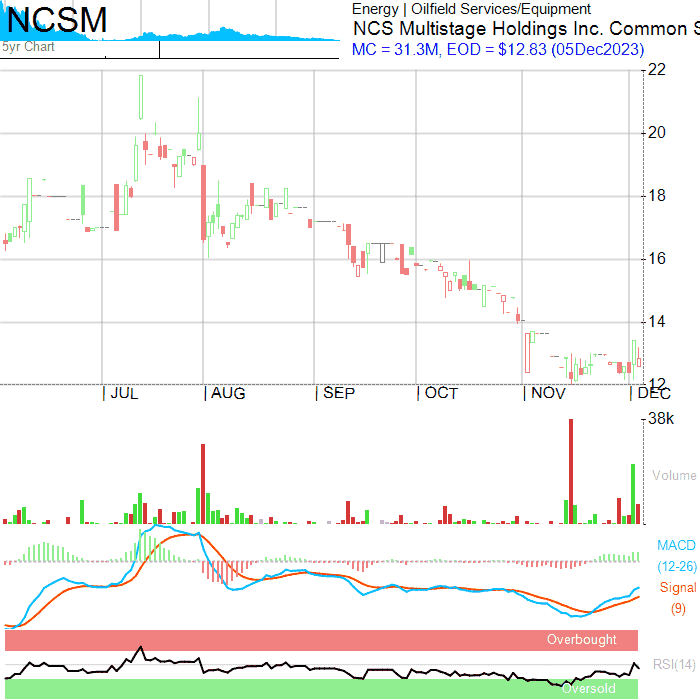 NCSM
5yr Chart
Energy | Oilfield Services/Equipment
NCS Multistage Holdings Inc. Common S
MC = 31.3M, EOD = $12.83 (05Dec2023)
22
20
18
16
14
12
| JUL | AUG | SEP | OCT | NOV | DEC
38k
Volume
MACD
(12-26)
Signal
(9)
Overbought
RSI(14)
Oversold